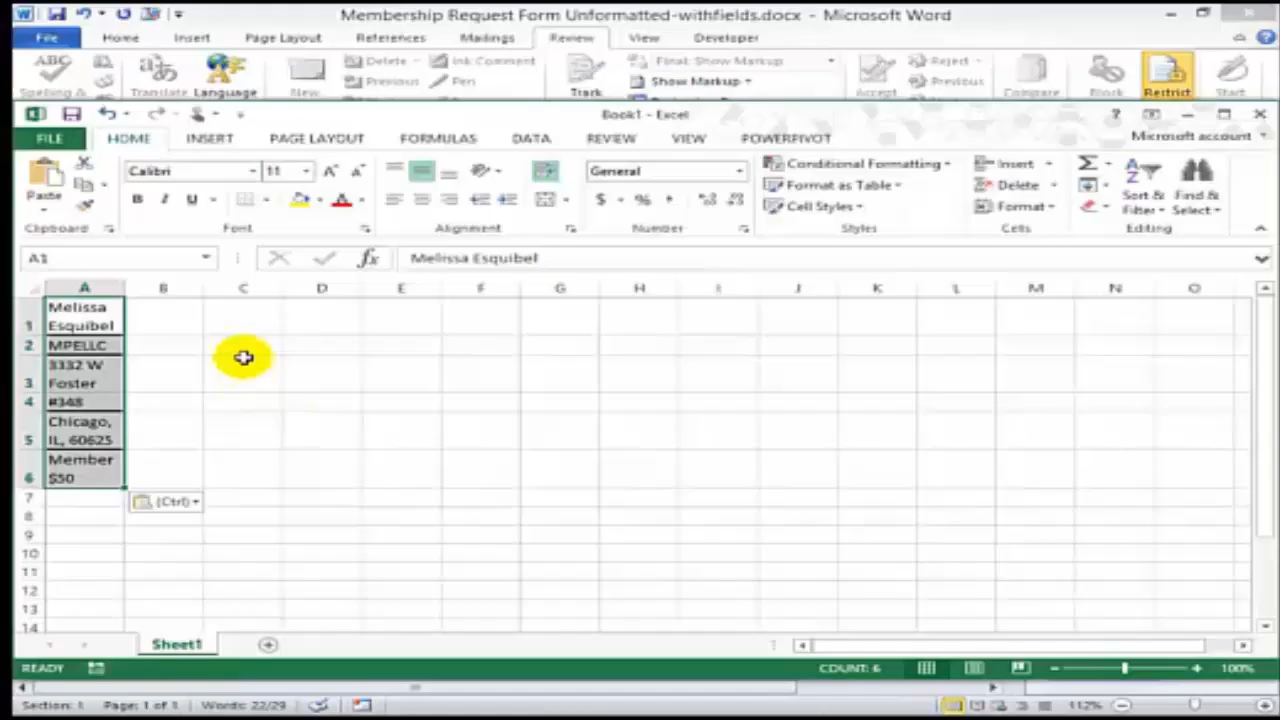 Membership Request Form Unformatted-withfields.docx - Microsoft Word
File Home Insert Page Layout References Mailings Review View Developer
ABC Delete Ink Comment Final: Show Markup Reject
Previous Pen Show Markup Previous
Spelling & Translate Language New Track Accept Compare Block Restrict Start
Book1 - Excel
FILE HOME INSERT PAGE LAYOUT FORMULAS DATA REVIEW VIEW POWERPIVOT Microsoft account
Calibri 11 General Conditional Formatting Insert
Paste Format as Table Delete Sort & Find &
B I U A $ % Cell Styles Format Filter Select
Clipboard Font Alignment Number Styles Cells Editing
A1 fx Melissa Esquibel
A B C D E F G H I J K L M N O
Melissa
1 Esquibel
2 MPELLC
3332 W
3 Foster
4 #348
Chicago,
5 IL, 60625
Member
6 $50
7 (Ctrl)
8
9
10
11
12
13
14
Sheet1
READY COUNT: 6 100%
Section: 1 Page: 1 of 1 Words: 22/29 112%